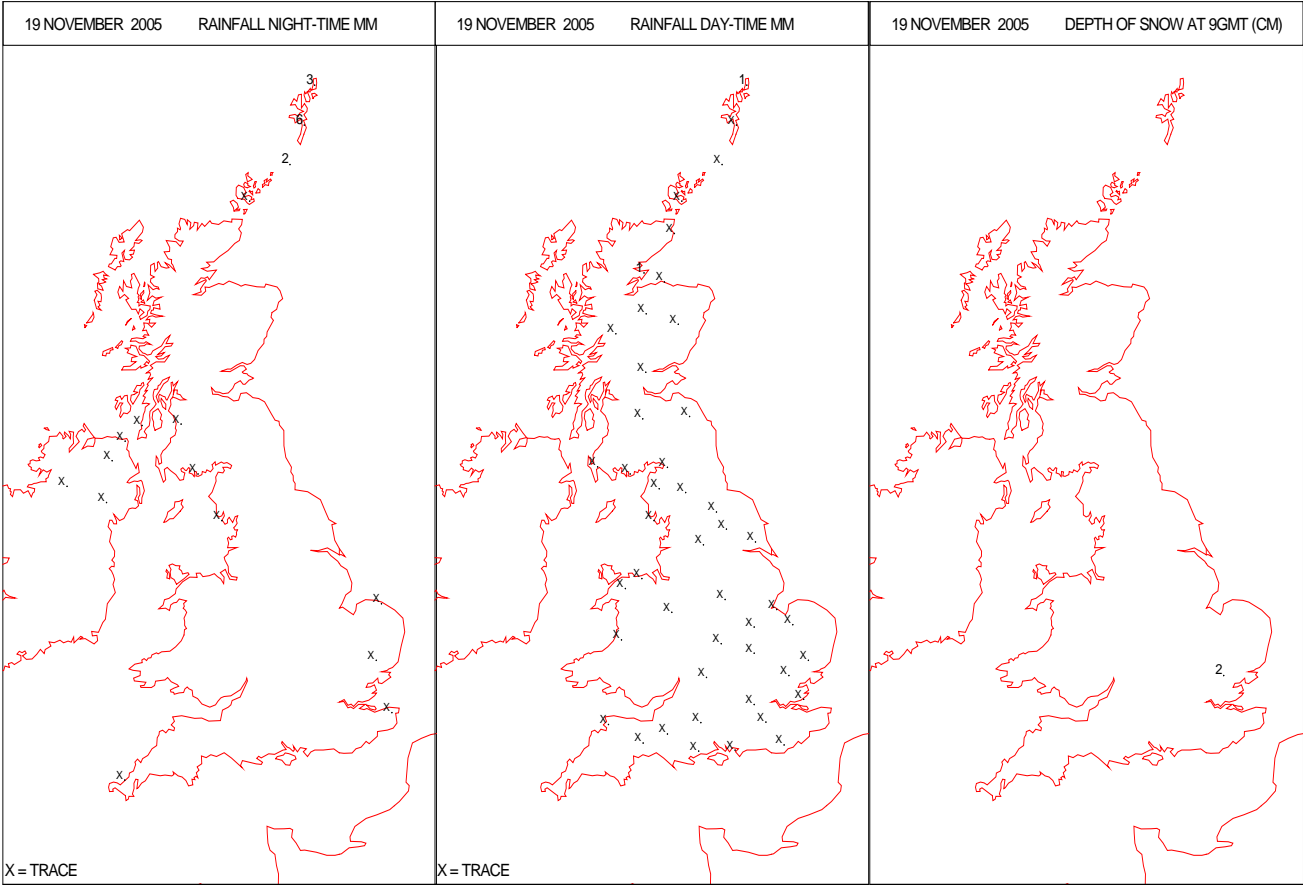 19 NOVEMBER 2005 RAINFALL NIGHT-TIME MM
3
6.
2.
X.
X. X.
X.
X.
X.
X.
X.
X.
X.
X.
X.
X.
X = TRACE
19 NOVEMBER 2005 RAINFALL DAY-TIME MM
1
X.
X.
X.
X.
1
X.
X.
X.
X.
X.
X. X.
X. X.
X.
X. X.
X.
X.
X.
X. X.
X.
X.
X.
X. X.
X. X.
X. X.
X.
X.
X. X.
X. X.
X. X. X.
X.
X. X.
X. X.
X = TRACE
19 NOVEMBER 2005 DEPTH OF SNOW AT 9GMT (CM)
2.